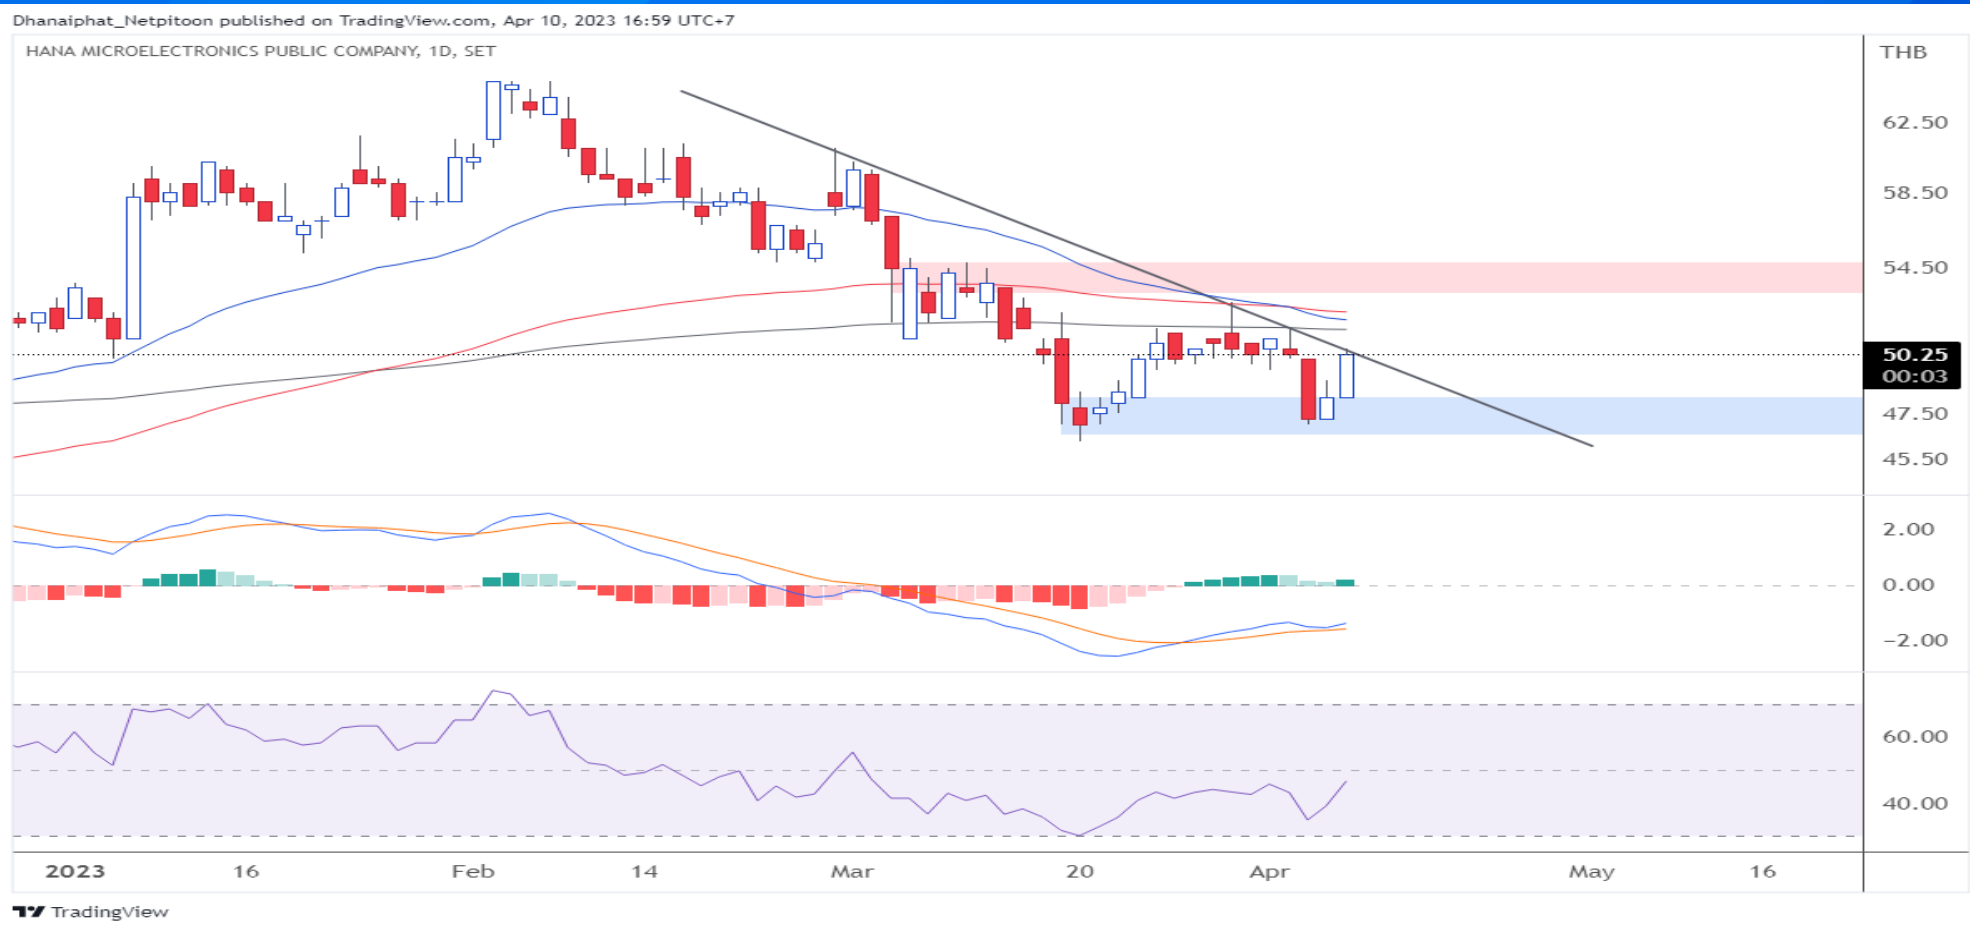 Dhanaiphat_Netpitoon published on TradingView.com, Apr 10, 2023 16:59 UTC+7
HANA MICROELECTRONICS PUBLIC COMPANY, 1D, SET
THB
62.50
58.50
54.50
50.25
00:03
47.50
45.50
2.00
0.00
−2.00
60.00
40.00
2023 16 Feb 14 Mar 20 Apr May 16
TradingView